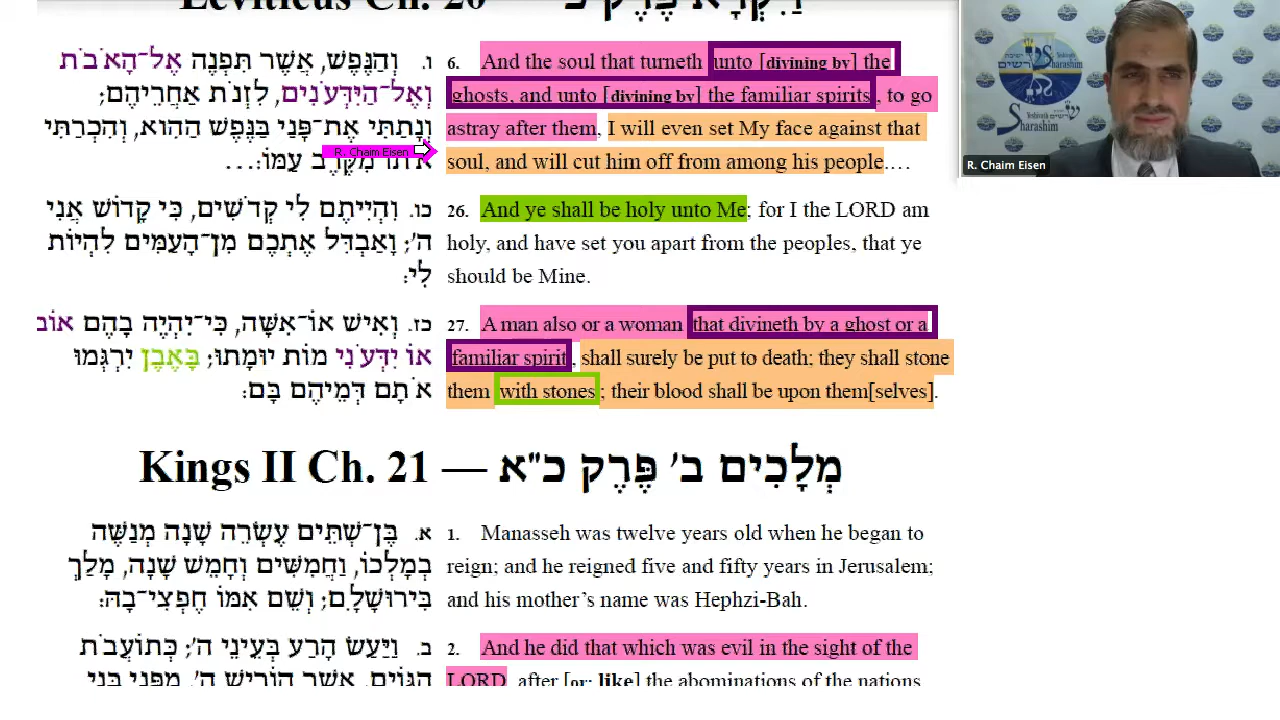 Leviticus Ch. 20 — וַיִּקְרָא פֶּרֶק כ׳
ו. וְהַנֶּפֶשׁ, אֲשֶׁר תִּפְנֶה אֶל־הָאֹבֹת
וְאֶל־הַיִּדְּעֹנִים, לִזְנֹת אַחֲרֵיהֶם;
וְנָתַתִּי אֶת־פָּנַי בַּנֶּפֶשׁ הַהִוא, וְהִכְרַתִּי
אֹתוֹ מִקֶּרֶב עַמּוֹ:…
R. Chaim Eisen
6. And the soul that turneth unto [divining by] the
ghosts, and unto [divining by] the familiar spirits, to go
astray after them, I will even set My face against that
soul, and will cut him off from among his people….
כו. וִהְיִיתֶם לִי קְדֹשִׁים, כִּי קָדוֹשׁ אֲנִי
ה׳; וָאַבְדִּל אֶתְכֶם מִן־הָעַמִּים לִהְיוֹת
לִי:
26. And ye shall be holy unto Me; for I the LORD am
holy, and have set you apart from the peoples, that ye
should be Mine.
כז. וְאִישׁ אוֹ־אִשָּׁה, כִּי־יִהְיֶה בָהֶם אוֹב
אוֹ יִדְּעֹנִי מוֹת יוּמָתוּ; בָּאֶבֶן יִרְגְּמוּ
אֹתָם דְּמֵיהֶם בָּם:
27. A man also or a woman that divineth by a ghost or a
familiar spirit, shall surely be put to death; they shall stone
them with stones; their blood shall be upon them[selves].
Kings II Ch. 21 — מְלָכִים ב׳ פֶּרֶק כ״א
א. בֶּן־שְׁתֵּים עֶשְׂרֵה שָׁנָה מְנַשֶּׁה
בְמָלְכוֹ, וַחֲמִשִּׁים וְחָמֵשׁ שָׁנָה, מָלַךְ
בִּירוּשָׁלָ‍ִם; וְשֵׁם אִמּוֹ חֶפְצִי־בָהּ:
1. Manasseh was twelve years old when he began to
reign; and he reigned five and fifty years in Jerusalem;
and his mother’s name was Hephzi-Bah.
ב. וַיַּעַשׂ הָרַע בְּעֵינֵי ה׳; כְּתוֹעֲבֹת
הַגּוֹיִם, אֲשֶׁר הוֹרִישׁ ה׳, מִפְּנֵי בְּנֵי
2. And he did that which was evil in the sight of the
LORD, after [or: like] the abominations of the nations
Yeshivath
Sharashim
R. Chaim Eisen